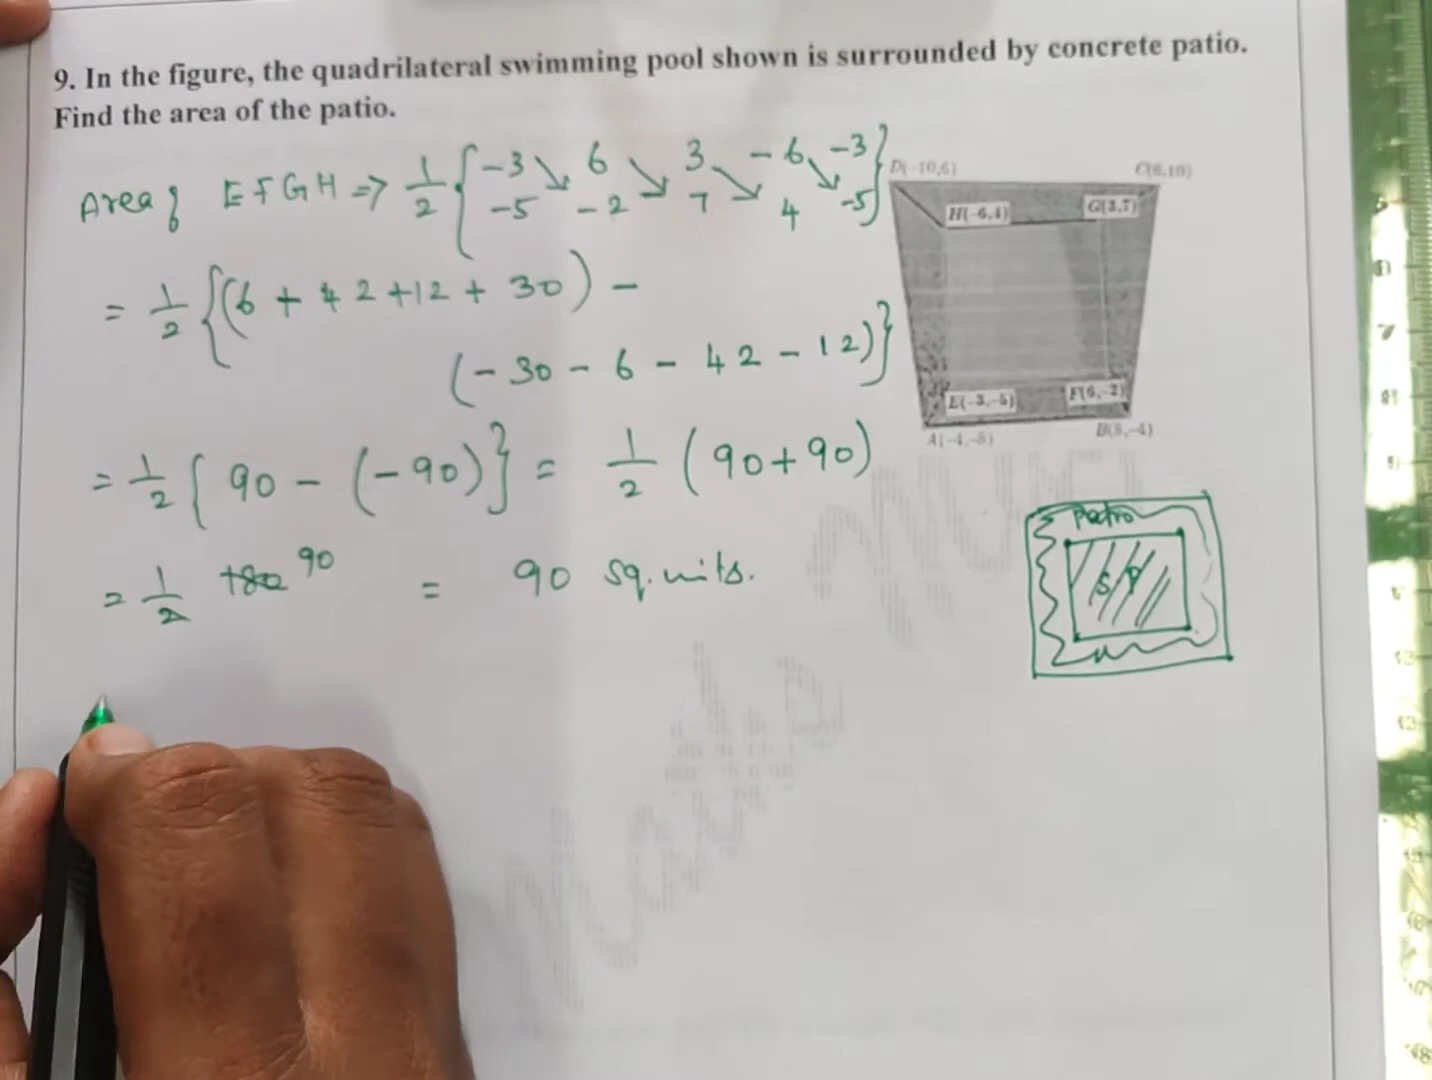 9. In the figure, the quadrilateral swimming pool shown is surrounded by concrete patio.
Find the area of the patio.
Area of EFGH => 1/2 { -3 6 3 -6 -3
-5 -2 7 4 -5 }
= 1/2 {(6 + 42 + 12 + 30) -
(-30 - 6 - 42 - 12)}
= 1/2 { 90 - (-90)} = 1/2 (90+90)
= 1/2 180 90 = 90 sq.units.
D(-10,6) C(6,10)
H(-6,4) G(3,7)
E(-3,-5) F(6,-2)
A(-4,-8) B(8,-4)
Patio
S P